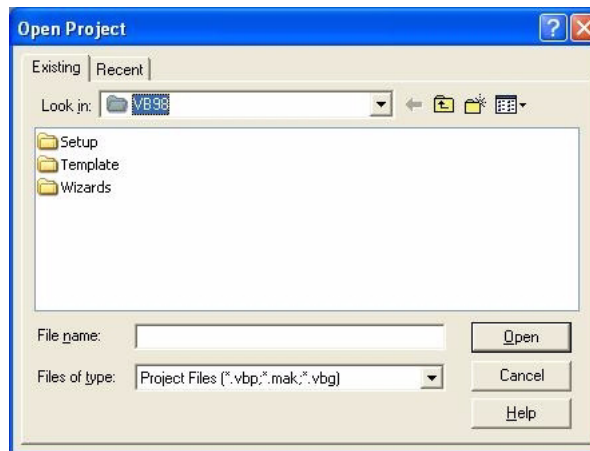 Open Project
Existing Recent
Look in: VB98
Setup
Template
Wizards
File name: Open
Files of type: Project Files (*.vbp;*.mak;*.vbg) Cancel
Help